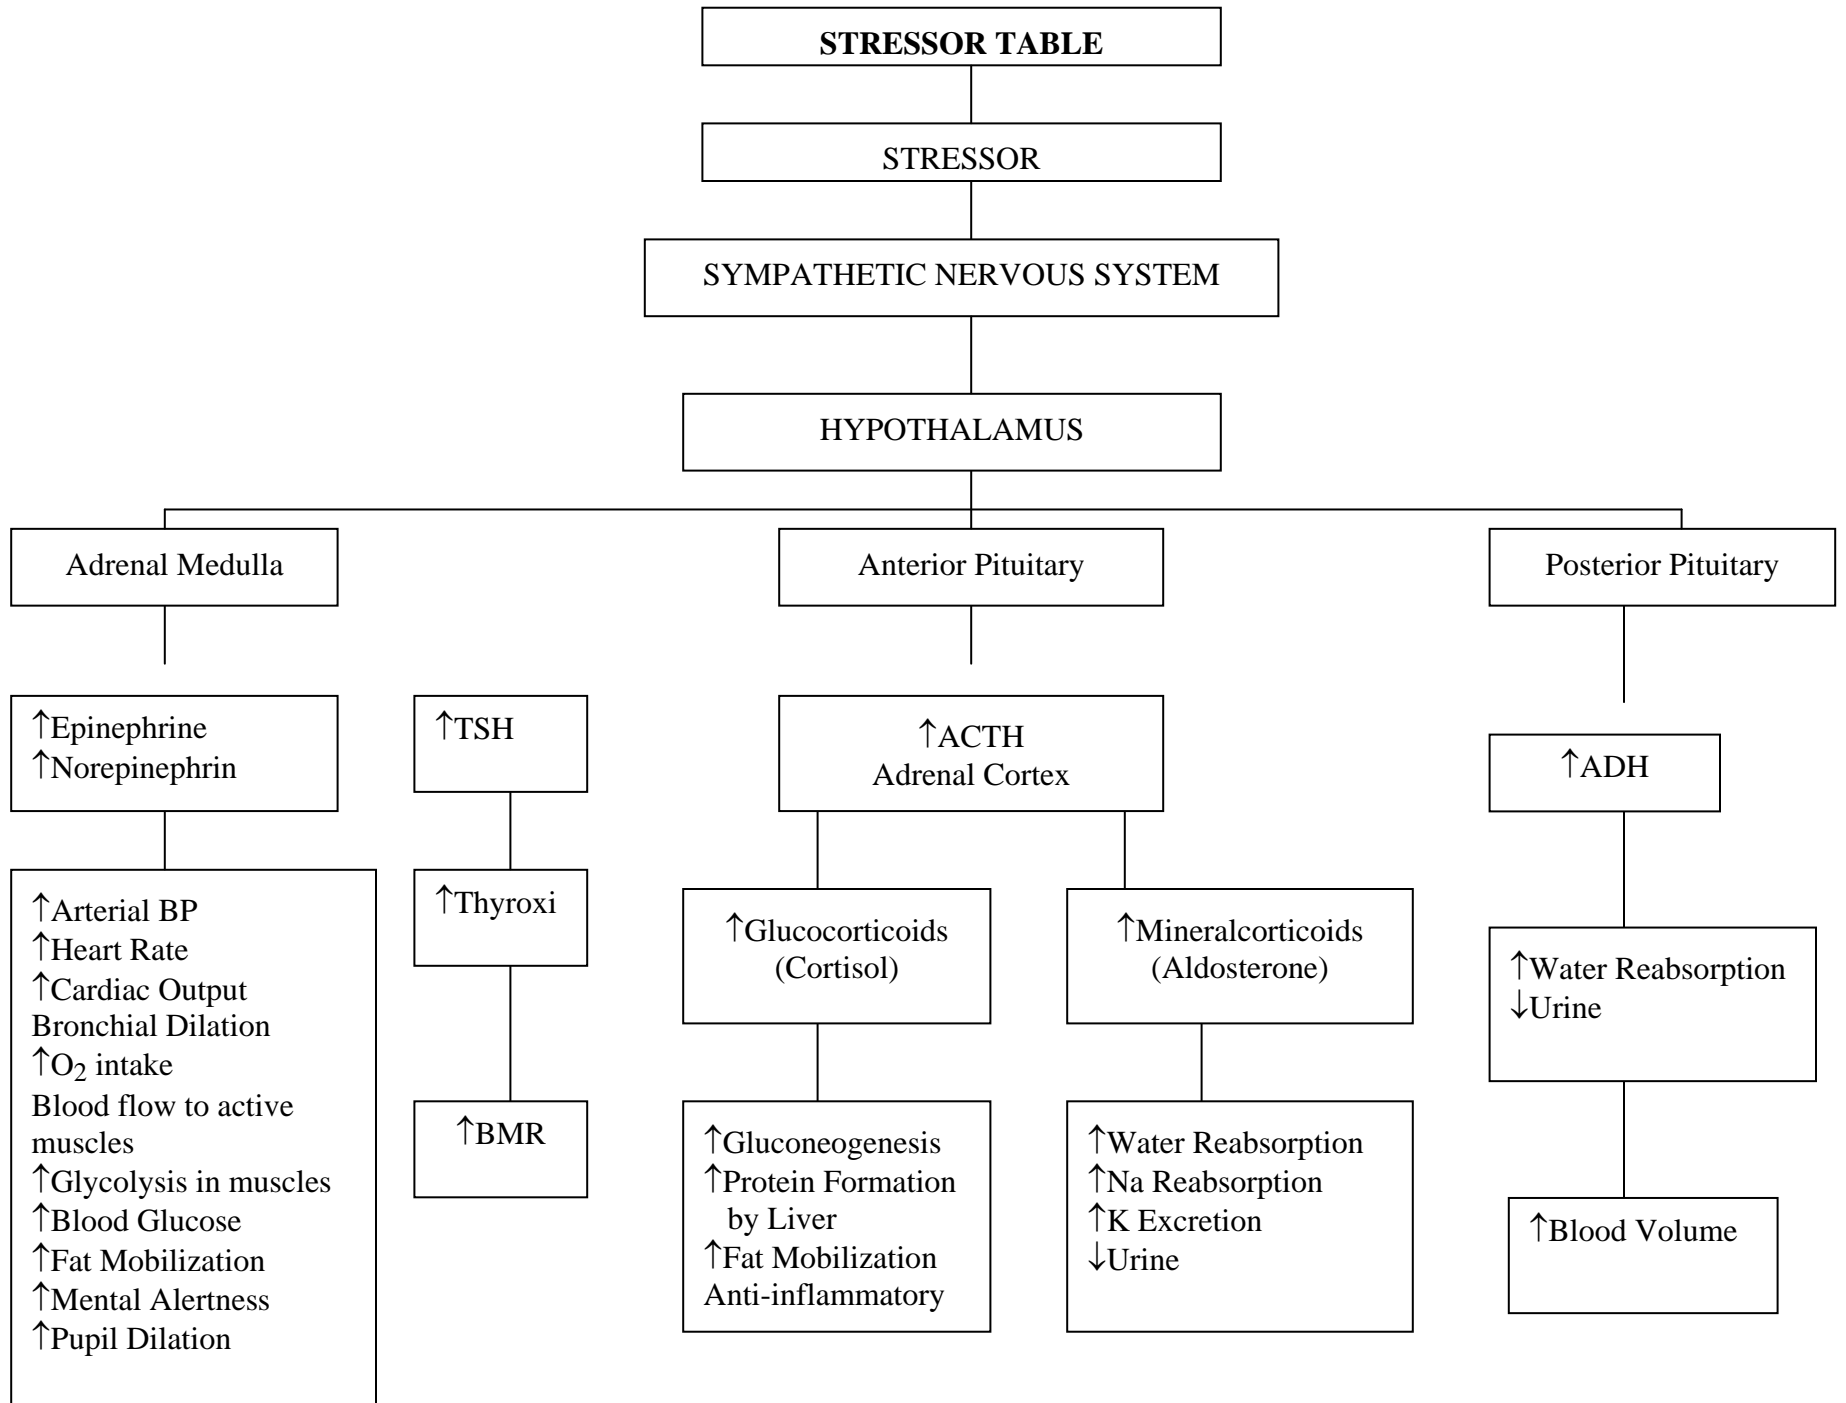 STRESSOR TABLE
STRESSOR
SYMPATHETIC NERVOUS SYSTEM
HYPOTHALAMUS
Adrenal Medulla
Anterior Pituitary
Posterior Pituitary
↑Epinephrine
↑Norepinephrin
↑TSH
↑ACTH
Adrenal Cortex
↑ADH
↑Arterial BP
↑Heart Rate
↑Cardiac Output
Bronchial Dilation
↑O2 intake
Blood flow to active
muscles
↑Glycolysis in muscles
↑Blood Glucose
↑Fat Mobilization
↑Mental Alertness
↑Pupil Dilation
↑Thyroxi
↑BMR
↑Glucocorticoids
(Cortisol)
↑Gluconeogenesis
↑Protein Formation
by Liver
↑Fat Mobilization
Anti-inflammatory
↑Mineralcorticoids
(Aldosterone)
↑Water Reabsorption
↑Na Reabsorption
↑K Excretion
↓Urine
↑Water Reabsorption
↓Urine
↑Blood Volume